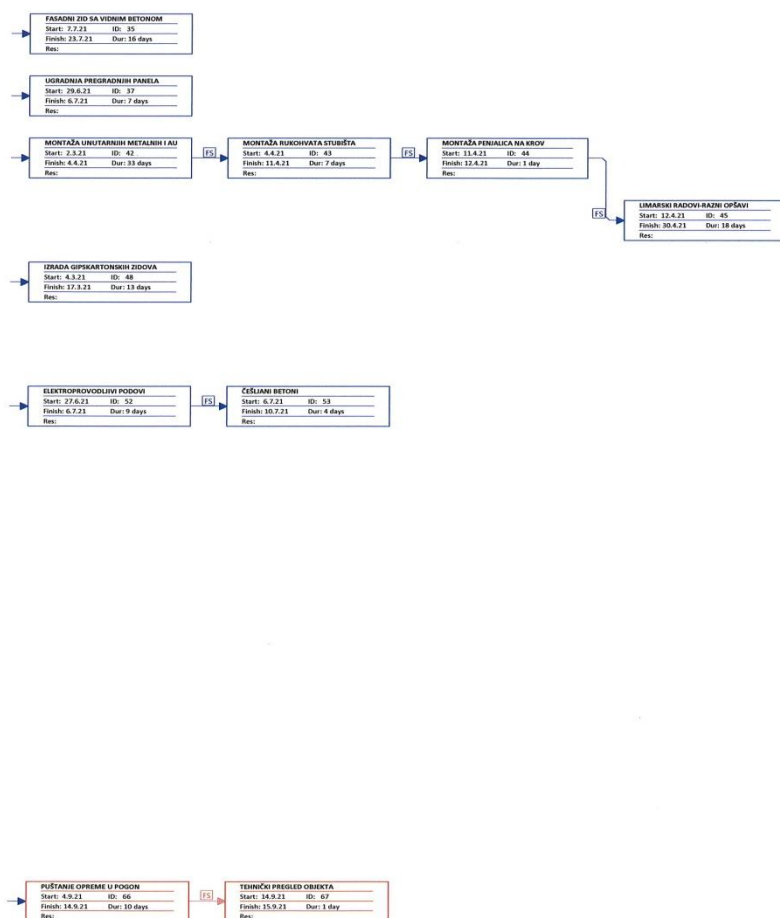 FASADNI ZID SA VIDNIM BETONOM
Start: 7.7.21 ID: 35
Finish: 23.7.21 Dur: 16 days
Res:
UGRADNJA PREGRADNJIH PANELA
Start: 29.6.21 ID: 37
Finish: 6.7.21 Dur: 7 days
Res:
MONTAŽA UNUTARNJIH METALNIH I AU
Start: 2.3.21 ID: 42
Finish: 4.4.21 Dur: 33 days
Res:
FS
MONTAŽA RUKOHVATA STUBIŠTA
Start: 4.4.21 ID: 43
Finish: 11.4.21 Dur: 7 days
Res:
FS
MONTAŽA PENJALICA NA KROV
Start: 11.4.21 ID: 44
Finish: 12.4.21 Dur: 1 day
Res:
FS
LIMARSKI RADOVI-RAZNI OPŠAVI
Start: 12.4.21 ID: 45
Finish: 30.4.21 Dur: 18 days
Res:
IZRADA GIPSKARTONSKIH ZIDOVA
Start: 4.3.21 ID: 48
Finish: 17.3.21 Dur: 13 days
Res:
ELEKTROPROVODLJIVI PODOVI
Start: 27.6.21 ID: 52
Finish: 6.7.21 Dur: 9 days
Res:
FS
ČEŠLJANI BETONI
Start: 6.7.21 ID: 53
Finish: 10.7.21 Dur: 4 days
Res:
PUŠTANJE OPREME U POGON
Start: 4.9.21 ID: 66
Finish: 14.9.21 Dur: 10 days
Res:
FS
TEHNIČKI PREGLED OBJEKTA
Start: 14.9.21 ID: 67
Finish: 15.9.21 Dur: 1 day
Res: